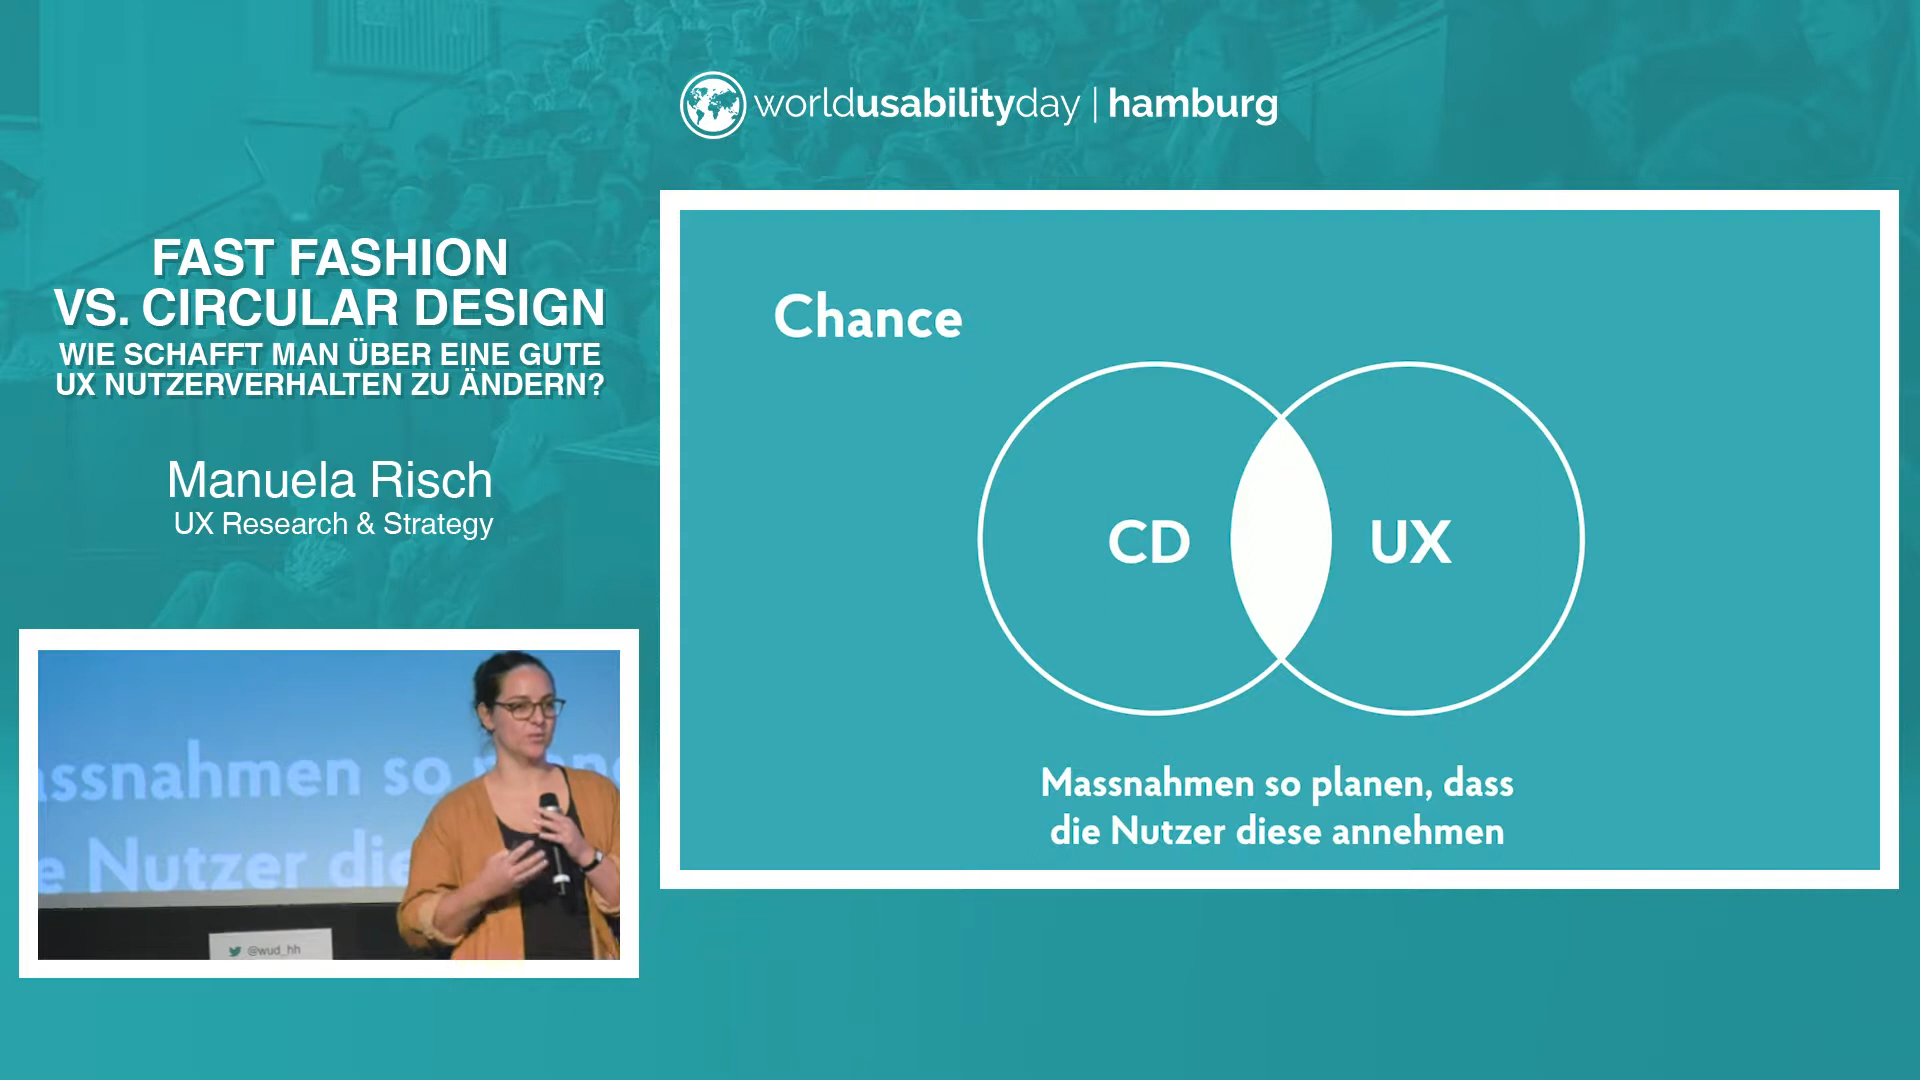 worldusabilityday | hamburg
FAST FASHION
VS. CIRCULAR DESIGN
WIE SCHAFFT MAN ÜBER EINE GUTE
UX NUTZERVERHALTEN ZU ÄNDERN?
Manuela Risch
UX Research & Strategy
Chance
CD
UX
Massnahmen so planen, dass
die Nutzer diese annehmen
assnahmen so
e Nutzer die
@wud_hh